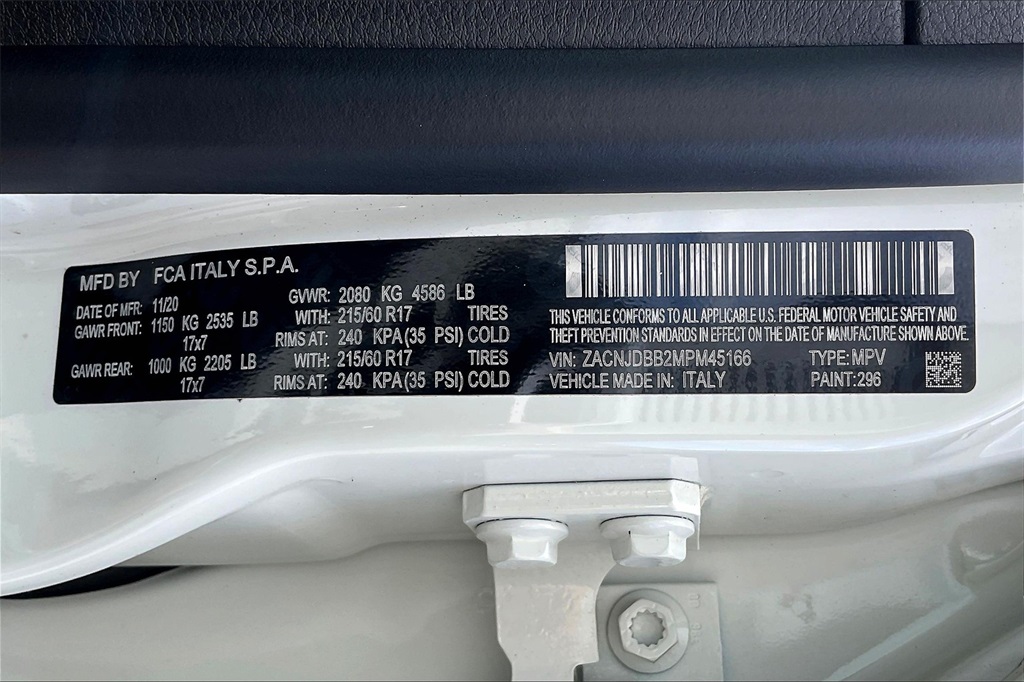 MFD BY FCA ITALY S.P.A.
DATE OF MFR: 11/20 GVWR: 2080 KG 4586 LB
GAWR FRONT: 1150 KG 2535 LB WITH: 215/60 R17 TIRES
17x7 RIMS AT: 240 KPA(35 PSI) COLD
GAWR REAR: 1000 KG 2205 LB WITH: 215/60 R17 TIRES
17x7 RIMS AT: 240 KPA(35 PSI) COLD
THIS VEHICLE CONFORMS TO ALL APPLICABLE U.S. FEDERAL MOTOR VEHICLE SAFETY AND
THEFT PREVENTION STANDARDS IN EFFECT ON THE DATE OF MANUFACTURE SHOWN ABOVE.
VIN: ZACNJDBB2MPM45166 TYPE: MPV
VEHICLE MADE IN: ITALY PAINT:296